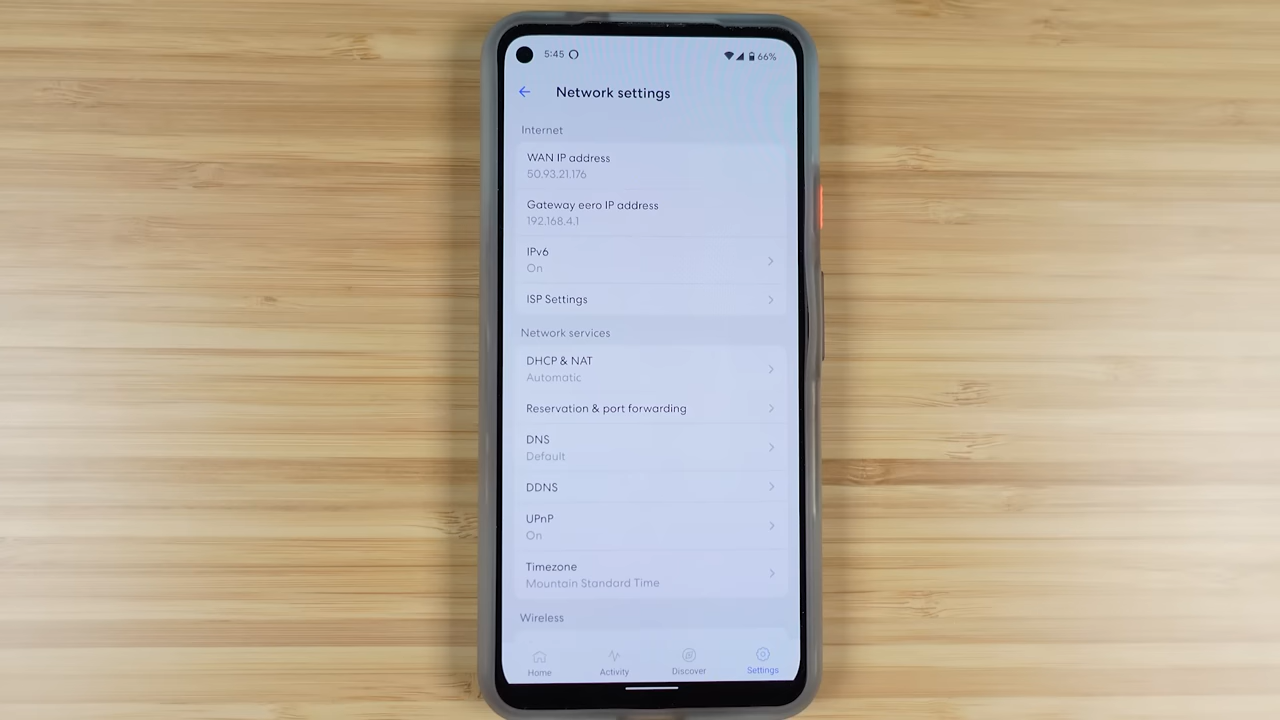 5:45 66%
Network settings
Internet
WAN IP address
50.93.21.176
Gateway eero IP address
192.168.4.1
IPv6
On
ISP Settings
Network services
DHCP & NAT
Automatic
Reservation & port forwarding
DNS
Default
DDNS
UPnP
On
Timezone
Mountain Standard Time
Wireless
Home Activity Discover Settings